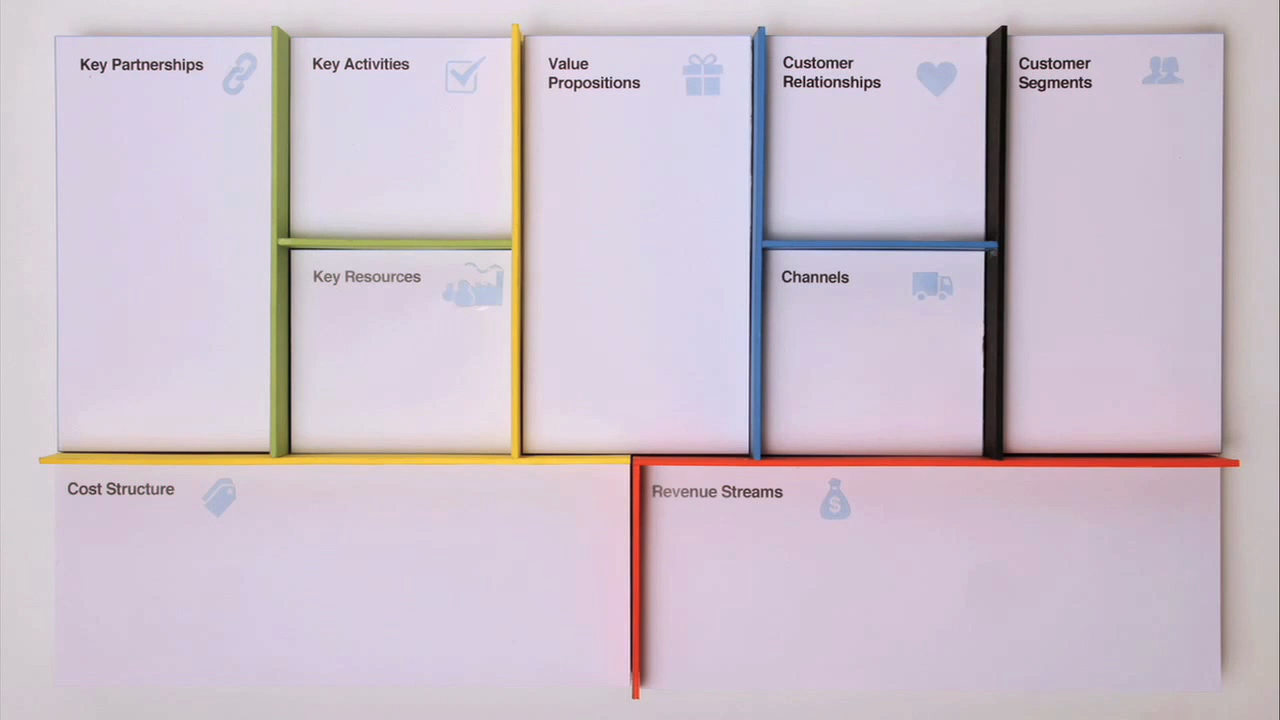 Key Partnerships
Key Activities
Value
Propositions
Customer
Relationships
Customer
Segments
Key Resources
Channels
Cost Structure
Revenue Streams
$